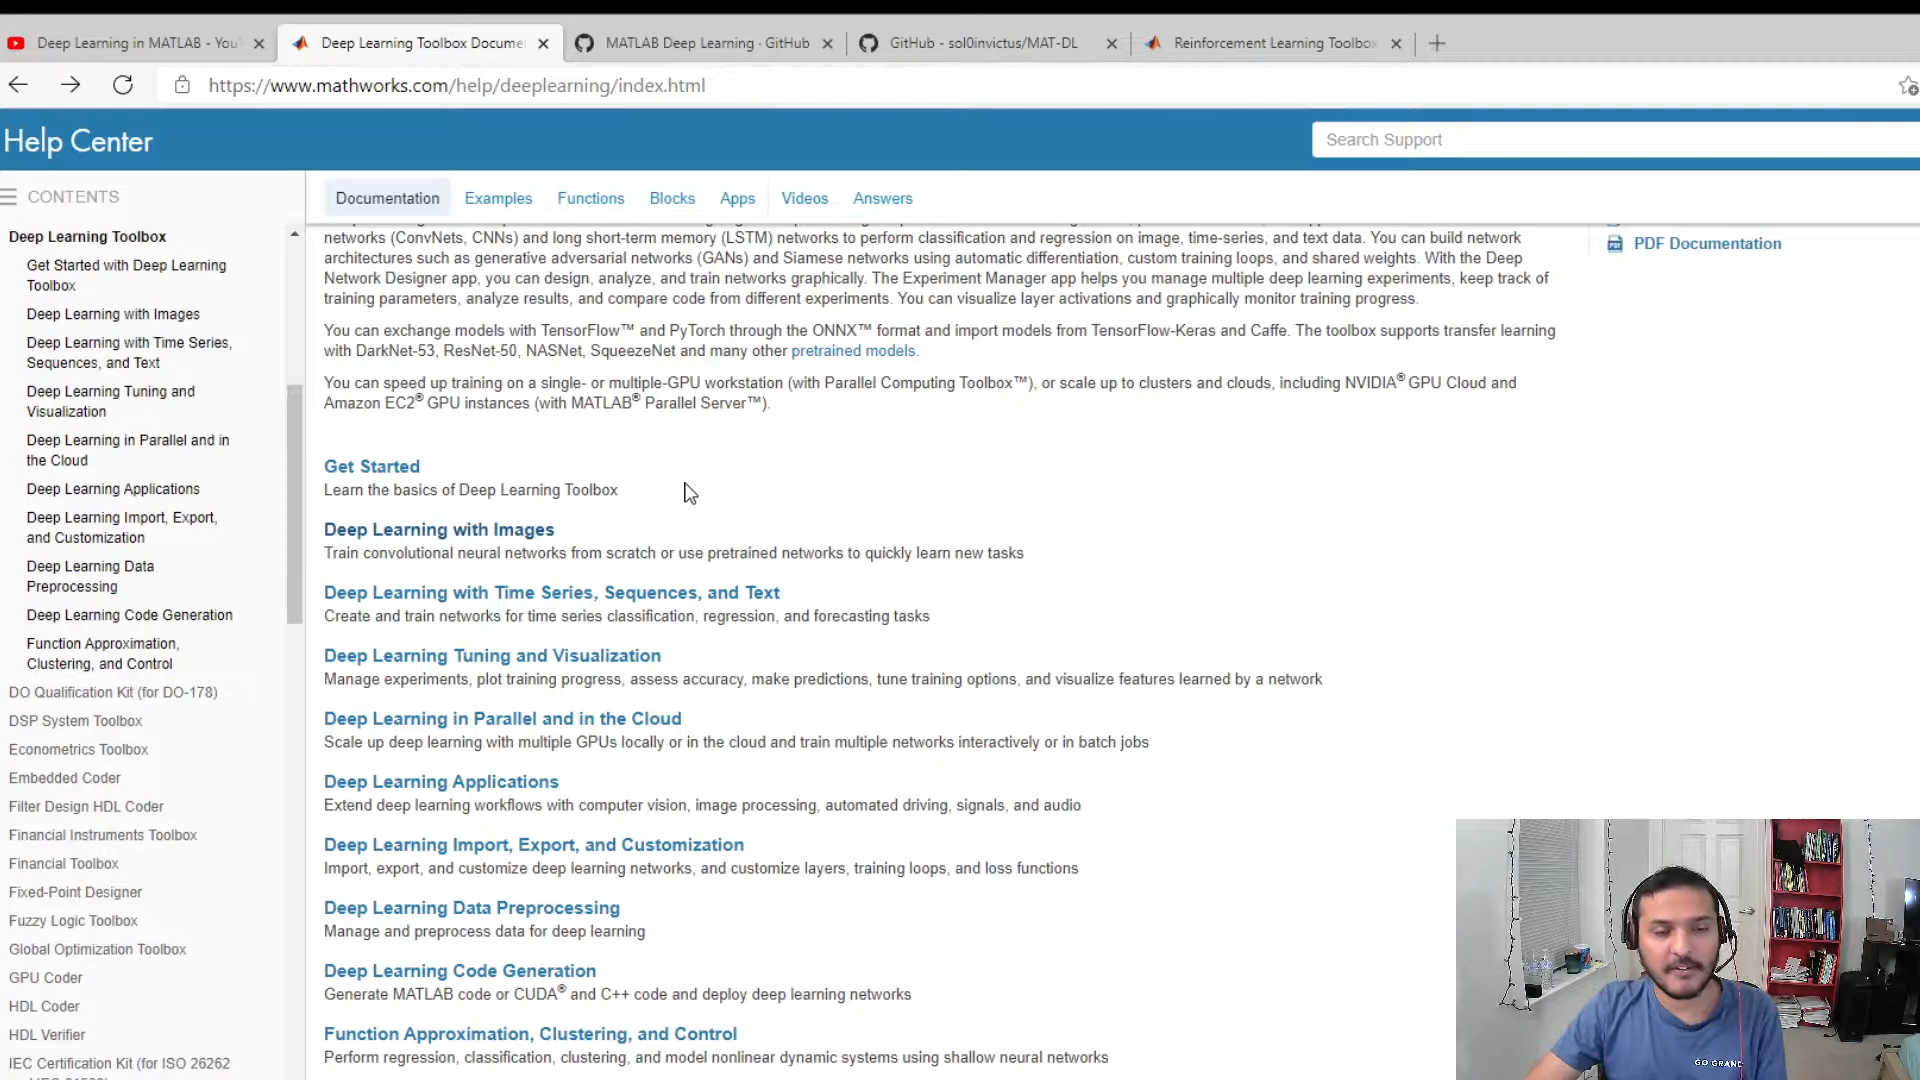 Deep Learning in MATLAB - You
Deep Learning Toolbox Docume
MATLAB Deep Learning · GitHub
GitHub - sol0invictus/MAT-DL
Reinforcement Learning Toolbox
https://www.mathworks.com/help/deeplearning/index.html
Help Center
Search Support
CONTENTS
Deep Learning Toolbox
Get Started with Deep Learning
Toolbox
Deep Learning with Images
Deep Learning with Time Series,
Sequences, and Text
Deep Learning Tuning and
Visualization
Deep Learning in Parallel and in
the Cloud
Deep Learning Applications
Deep Learning Import, Export,
and Customization
Deep Learning Data
Preprocessing
Deep Learning Code Generation
Function Approximation,
Clustering, and Control
DO Qualification Kit (for DO-178)
DSP System Toolbox
Econometrics Toolbox
Embedded Coder
Filter Design HDL Coder
Financial Instruments Toolbox
Financial Toolbox
Fixed-Point Designer
Fuzzy Logic Toolbox
Global Optimization Toolbox
GPU Coder
HDL Coder
HDL Verifier
IEC Certification Kit (for ISO 26262
Documentation Examples Functions Blocks Apps Videos Answers
networks (ConvNets, CNNs) and long short-term memory (LSTM) networks to perform classification and regression on image, time-series, and text data. You can build network
architectures such as generative adversarial networks (GANs) and Siamese networks using automatic differentiation, custom training loops, and shared weights. With the Deep
Network Designer app, you can design, analyze, and train networks graphically. The Experiment Manager app helps you manage multiple deep learning experiments, keep track of
training parameters, analyze results, and compare code from different experiments. You can visualize layer activations and graphically monitor training progress.
You can exchange models with TensorFlow™ and PyTorch through the ONNX™ format and import models from TensorFlow-Keras and Caffe. The toolbox supports transfer learning
with DarkNet-53, ResNet-50, NASNet, SqueezeNet and many other pretrained models.
You can speed up training on a single- or multiple-GPU workstation (with Parallel Computing Toolbox™), or scale up to clusters and clouds, including NVIDIA® GPU Cloud and
Amazon EC2® GPU instances (with MATLAB® Parallel Server™).
Get Started
Learn the basics of Deep Learning Toolbox
Deep Learning with Images
Train convolutional neural networks from scratch or use pretrained networks to quickly learn new tasks
Deep Learning with Time Series, Sequences, and Text
Create and train networks for time series classification, regression, and forecasting tasks
Deep Learning Tuning and Visualization
Manage experiments, plot training progress, assess accuracy, make predictions, tune training options, and visualize features learned by a network
Deep Learning in Parallel and in the Cloud
Scale up deep learning with multiple GPUs locally or in the cloud and train multiple networks interactively or in batch jobs
Deep Learning Applications
Extend deep learning workflows with computer vision, image processing, automated driving, signals, and audio
Deep Learning Import, Export, and Customization
Import, export, and customize deep learning networks, and customize layers, training loops, and loss functions
Deep Learning Data Preprocessing
Manage and preprocess data for deep learning
Deep Learning Code Generation
Generate MATLAB code or CUDA® and C++ code and deploy deep learning networks
Function Approximation, Clustering, and Control
Perform regression, classification, clustering, and model nonlinear dynamic systems using shallow neural networks
PDF Documentation
GO GRAND